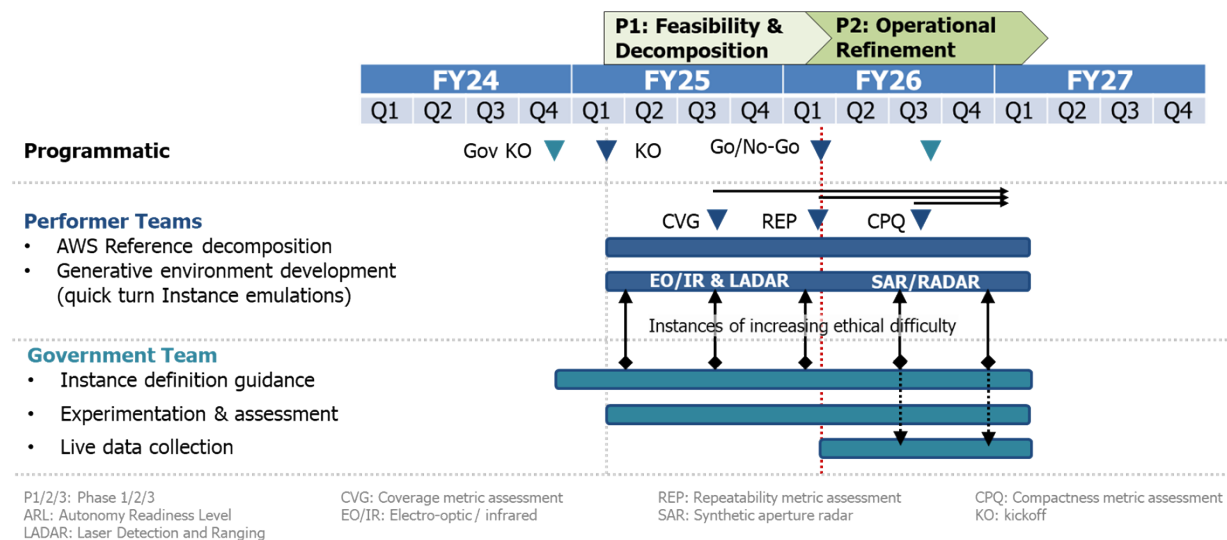 P1: Feasibility &
Decomposition
P2: Operational
Refinement
FY24 FY25 FY26 FY27
Q1 Q2 Q3 Q4 Q1 Q2 Q3 Q4 Q1 Q2 Q3 Q4 Q1 Q2 Q3 Q4
Programmatic
Gov KO
KO
Go/No-Go
Performer Teams
CVG
REP
CPQ
• AWS Reference decomposition
• Generative environment development
(quick turn Instance emulations)
EO/IR & LADAR
SAR/RADAR
Instances of increasing ethical difficulty
Government Team
• Instance definition guidance
• Experimentation & assessment
• Live data collection
P1/2/3: Phase 1/2/3
ARL: Autonomy Readiness Level
LADAR: Laser Detection and Ranging
CVG: Coverage metric assessment
EO/IR: Electro-optic / infrared
REP: Repeatability metric assessment
SAR: Synthetic aperture radar
CPQ: Compactness metric assessment
KO: kickoff